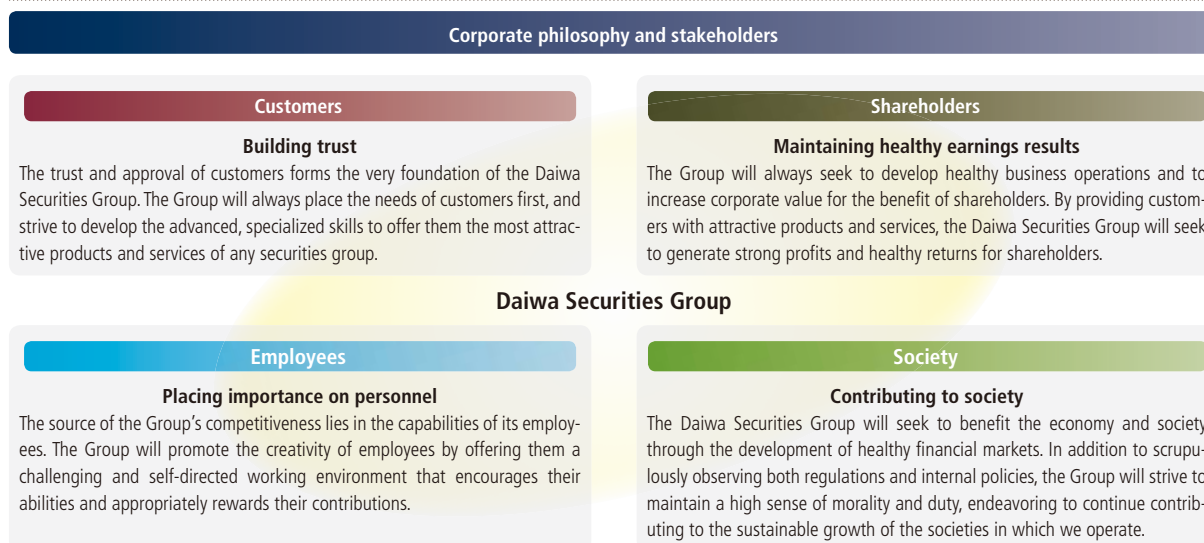 Corporate philosophy and stakeholders
Customers
Building trust
The trust and approval of customers forms the very foundation of the Daiwa
Securities Group. The Group will always place the needs of customers first, and
strive to develop the advanced, specialized skills to offer them the most attrac-
tive products and services of any securities group.
Shareholders
Maintaining healthy earnings results
The Group will always seek to develop healthy business operations and to
increase corporate value for the benefit of shareholders. By providing custom-
ers with attractive products and services, the Daiwa Securities Group will seek
to generate strong profits and healthy returns for shareholders.
Daiwa Securities Group
Employees
Placing importance on personnel
The source of the Group's competitiveness lies in the capabilities of its employ-
ees. The Group will promote the creativity of employees by offering them a
challenging and self-directed working environment that encourages their
abilities and appropriately rewards their contributions.
Society
Contributing to society
The Daiwa Securities Group will seek to benefit the economy and society
through the development of healthy financial markets. In addition to scrupu-
lously observing both regulations and internal policies, the Group will strive to
maintain a high sense of morality and duty, endeavoring to continue contrib-
uting to the sustainable growth of the societies in which we operate.